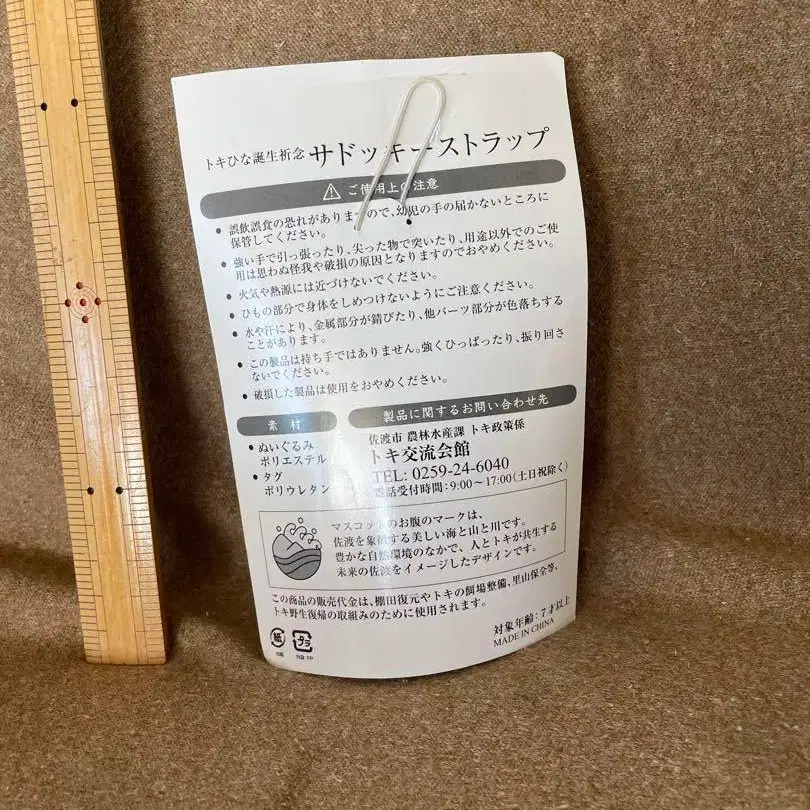 トキひな誕生祈念 サドッキーストラップ
ご使用上の注意
• 誤飲誤食の恐れがありますので、幼児の手の届かないところに
保管してください。
• 強い手で引っ張ったり、尖った物で突いたり、用途以外でのご使
用は思わぬ怪我や破損の原因となりますのでおやめください。
• 火気や熱源には近づけないでください。
• ひもの部分で身体をしめつけないようにご注意ください。
• 水や汗により、金属部分が錆びたり、他パーツ部分が色落ちする
ことがあります。
• この製品は持ち手ではありません。強くひっぱったり、振り回さ
ないでください。
• 破損した製品は使用をおやめください。
素材
• ぬいぐるみ
ポリエステル
• タグ
ポリウレタン
製品に関するお問い合わせ先
佐渡市 農林水産課 トキ政策係
トキ交流会館
TEL: 0259-24-6040
電話受付時間：9:00～17:00（土日祝除く）
マスコットのお腹のマークは、
佐渡を象徴する美しい海と山と川です。
豊かな自然環境のなかで、人とトキが共生する
未来の佐渡をイメージしたデザインです。
この商品の販売代金は、棚田復元やトキの餌場整備、里山保全等、
トキ野生復帰の取組みのために使用されます。
紙
プラ
対象年齢：7才以上
MADE IN CHINA